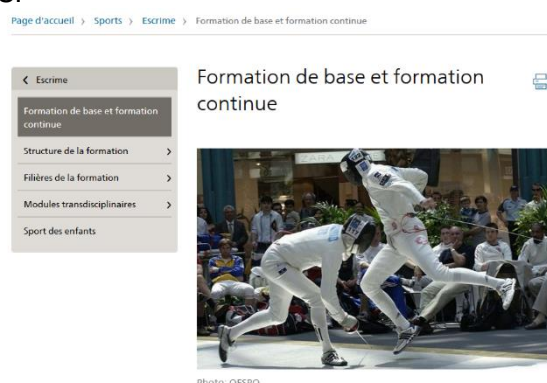 Page d'accueil > Sports > Escrime > Formation de base et formation continue
< Escrime
Formation de base et formation
continue
Structure de la formation >
Filières de la formation >
Modules transdisciplinaires >
Sport des enfants
Formation de base et formation
continue
ZARA
Photo: OFSPO